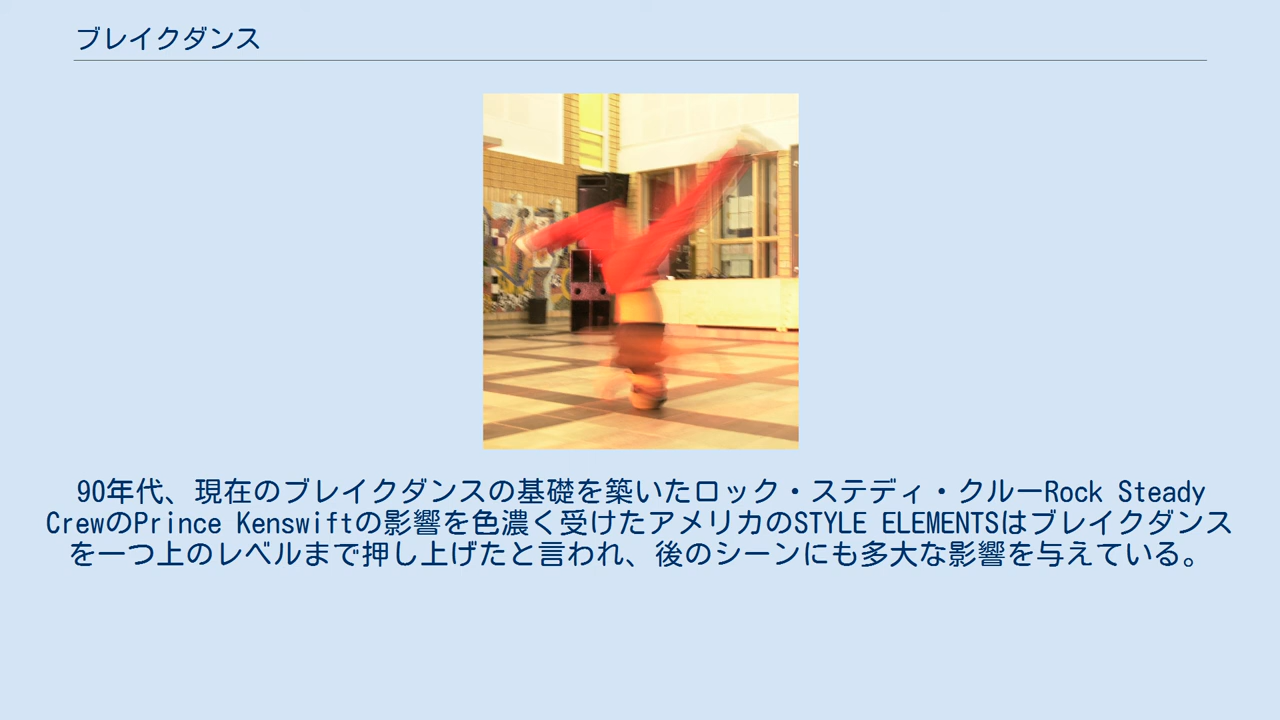 ブレイクダンス
90年代、現在のブレイクダンスの基礎を築いたロック・ステディ・クルーRock Steady
CrewのPrince Kenswiftの影響を色濃く受けたアメリカのSTYLE ELEMENTSはブレイクダンス
を一つ上のレベルまで押し上げたと言われ、後のシーンにも多大な影響を与えている。